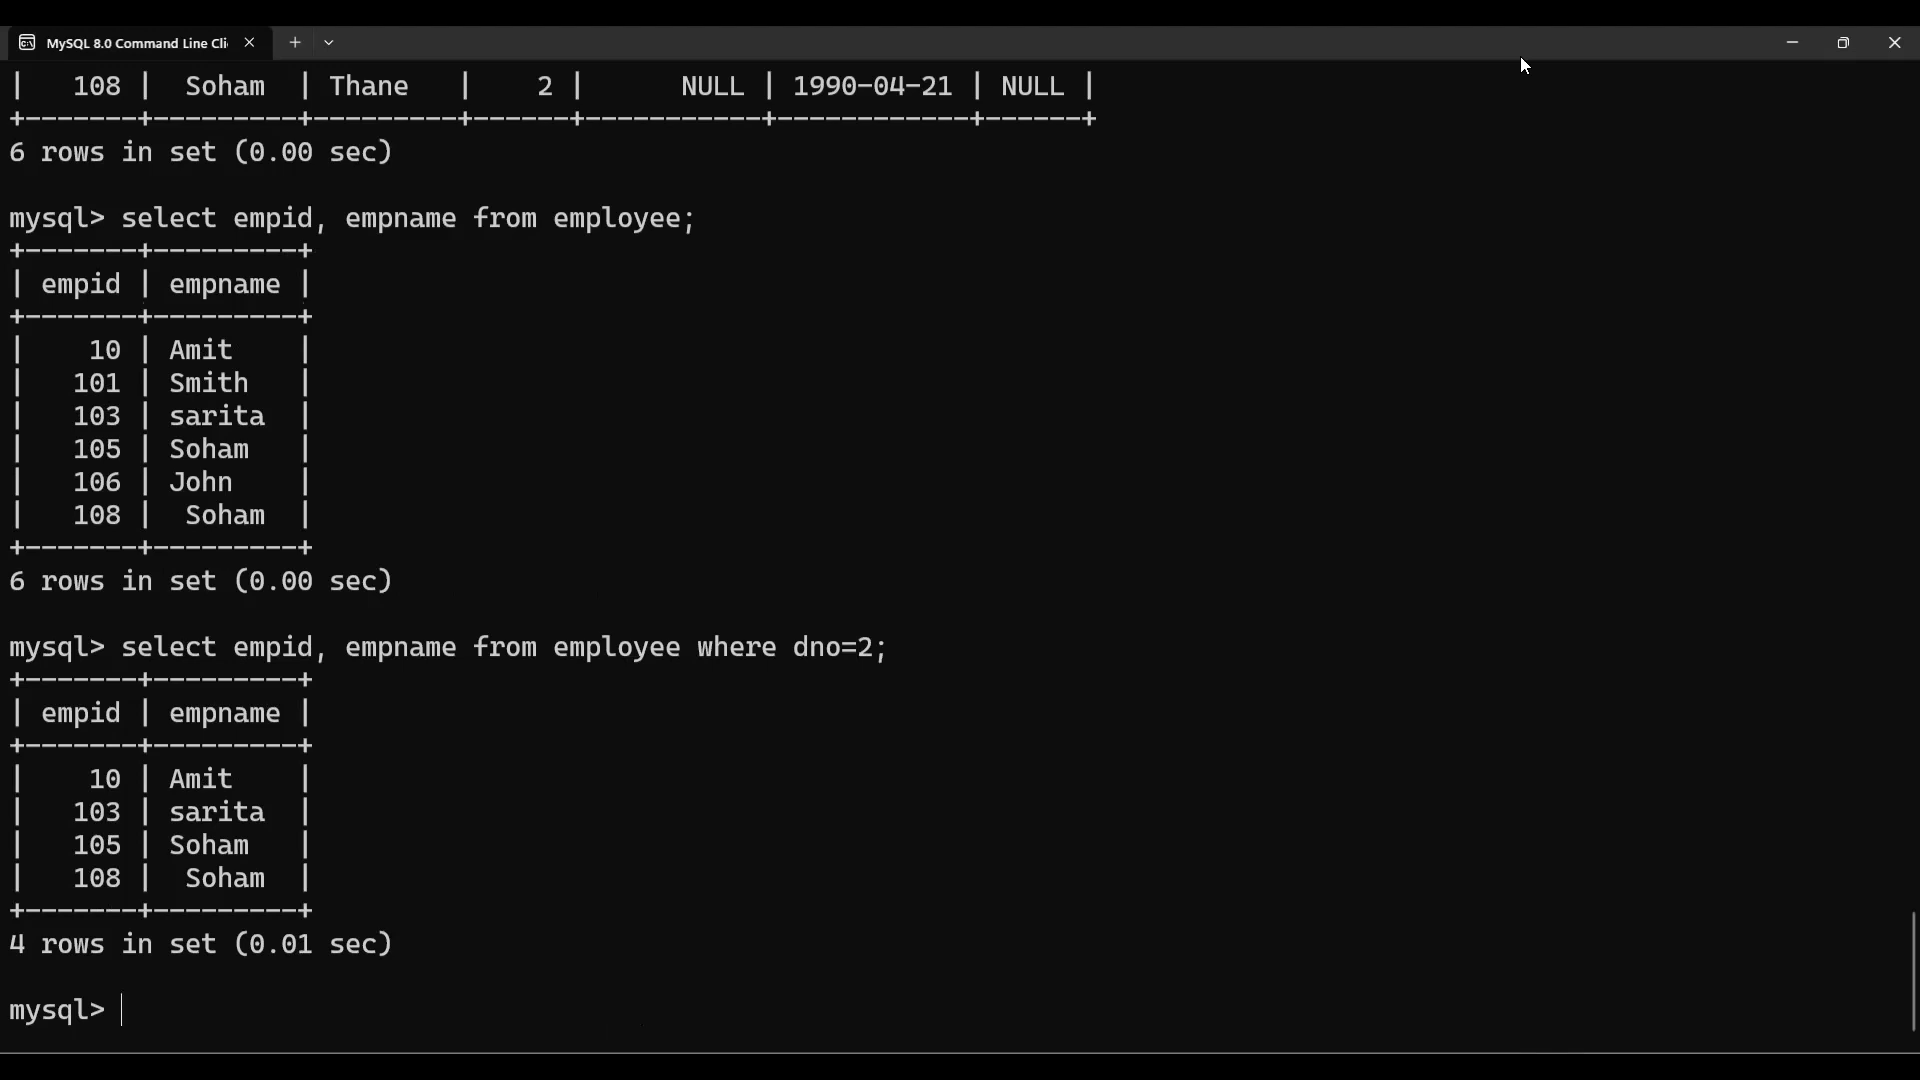 MySQL 8.0 Command Line Cli
|   108 |  Soham  | Thane   |    2 |      NULL | 1990-04-21 | NULL |
+-------+---------+---------+------+-----------+------------+------+
6 rows in set (0.00 sec)
mysql> select empid, empname from employee;
+-------+---------+
| empid | empname |
+-------+---------+
|    10 | Amit    |
|   101 | Smith   |
|   103 | sarita  |
|   105 | Soham   |
|   106 | John    |
|   108 |  Soham  |
+-------+---------+
6 rows in set (0.00 sec)
mysql> select empid, empname from employee where dno=2;
+-------+---------+
| empid | empname |
+-------+---------+
|    10 | Amit    |
|   103 | sarita  |
|   105 | Soham   |
|   108 |  Soham  |
+-------+---------+
4 rows in set (0.01 sec)
mysql>